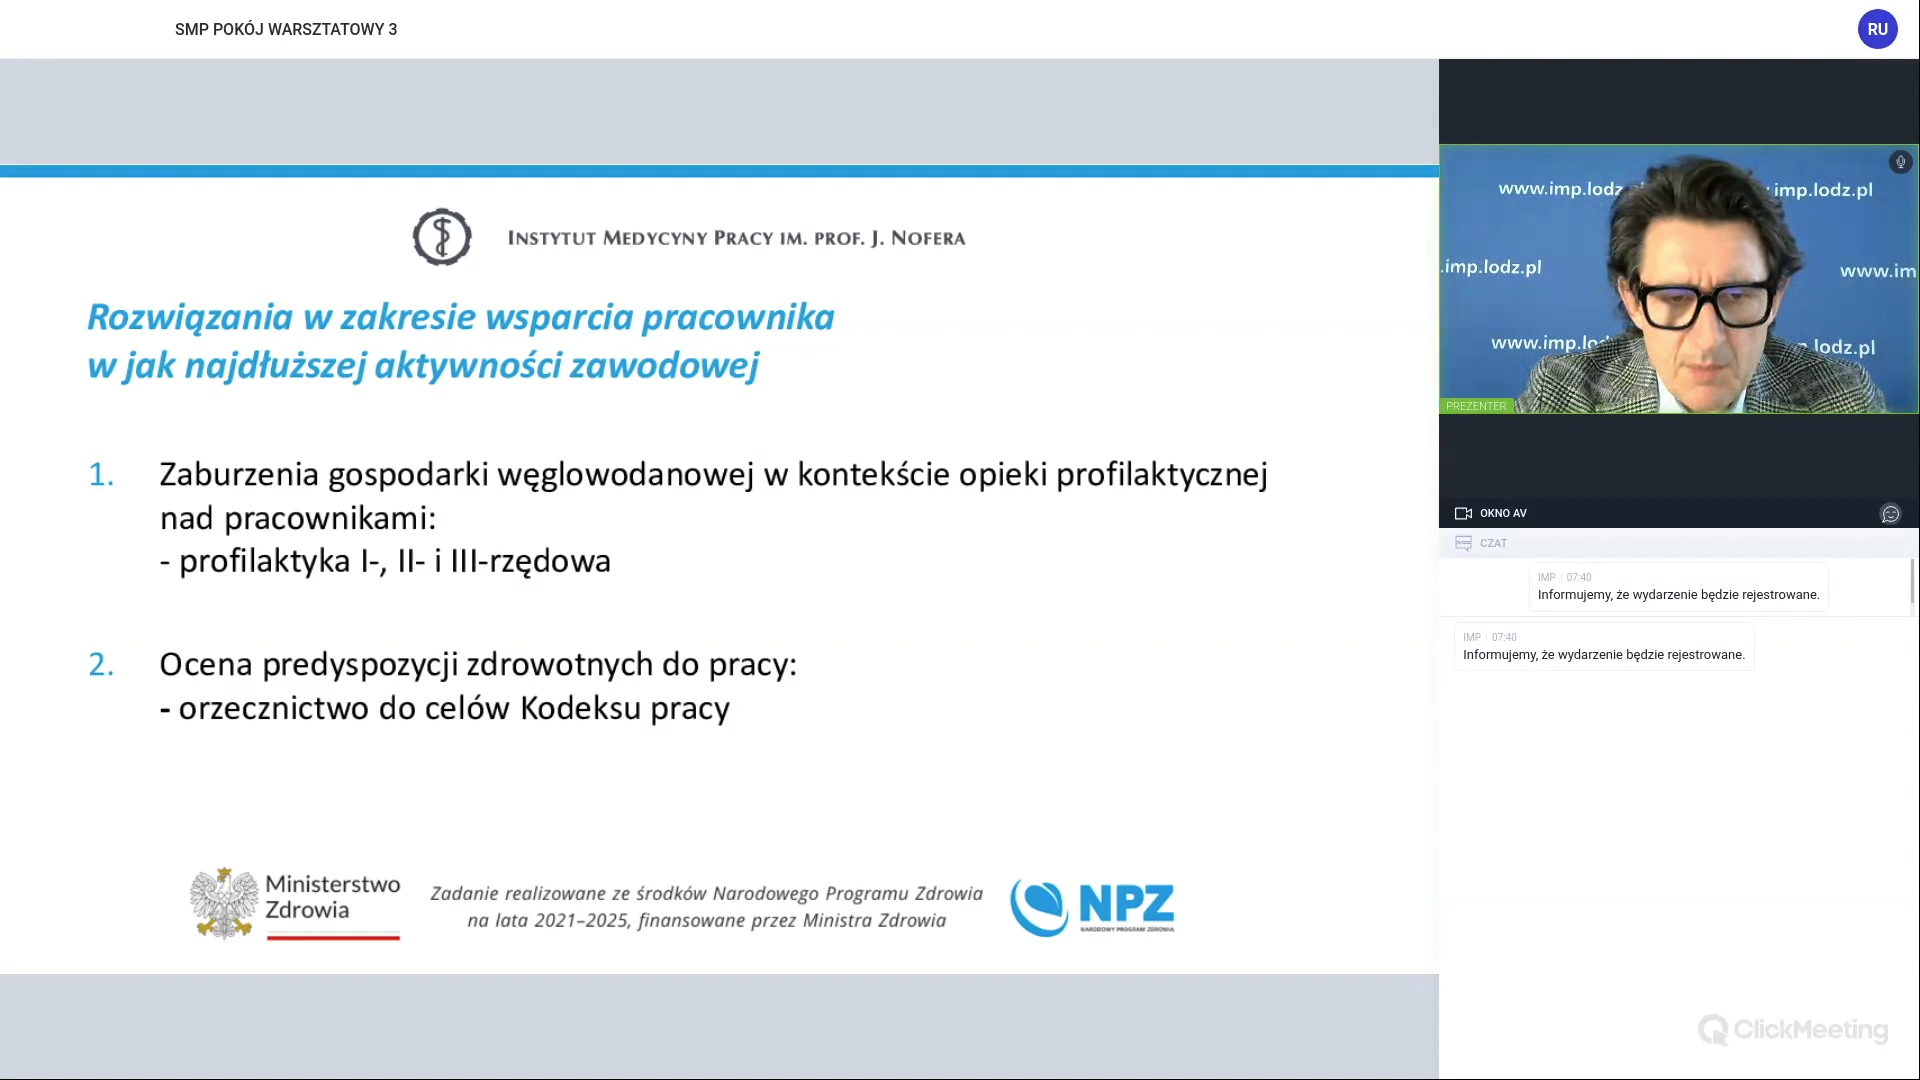 SMP POKÓJ WARSZTATOWY 3
RU
INSTYTUT MEDYCYNY PRACY IM. PROF. J. NOFERA
Rozwiązania w zakresie wsparcia pracownika
w jak najdłuższej aktywności zawodowej
1. Zaburzenia gospodarki węglowodanowej w kontekście opieki profilaktycznej
nad pracownikami:
- profilaktyka I-, II- i III-rzędowa
2. Ocena predyspozycji zdrowotnych do pracy:
- orzecznictwo do celów Kodeksu pracy
Ministerstwo
Zdrowia
Zadanie realizowane ze środków Narodowego Programu Zdrowia
na lata 2021–2025, finansowane przez Ministra Zdrowia
NPZ
NARODOWY PROGRAM ZDROWIA
www.imp.lodz imp.lodz.pl
.imp.lodz.pl www.im
www.imp.lo lodz.pl
PREZENTER
OKNO AV
CZAT
IMP 07:40
Informujemy, że wydarzenie będzie rejestrowane.
IMP 07:40
Informujemy, że wydarzenie będzie rejestrowane.
ClickMeeting